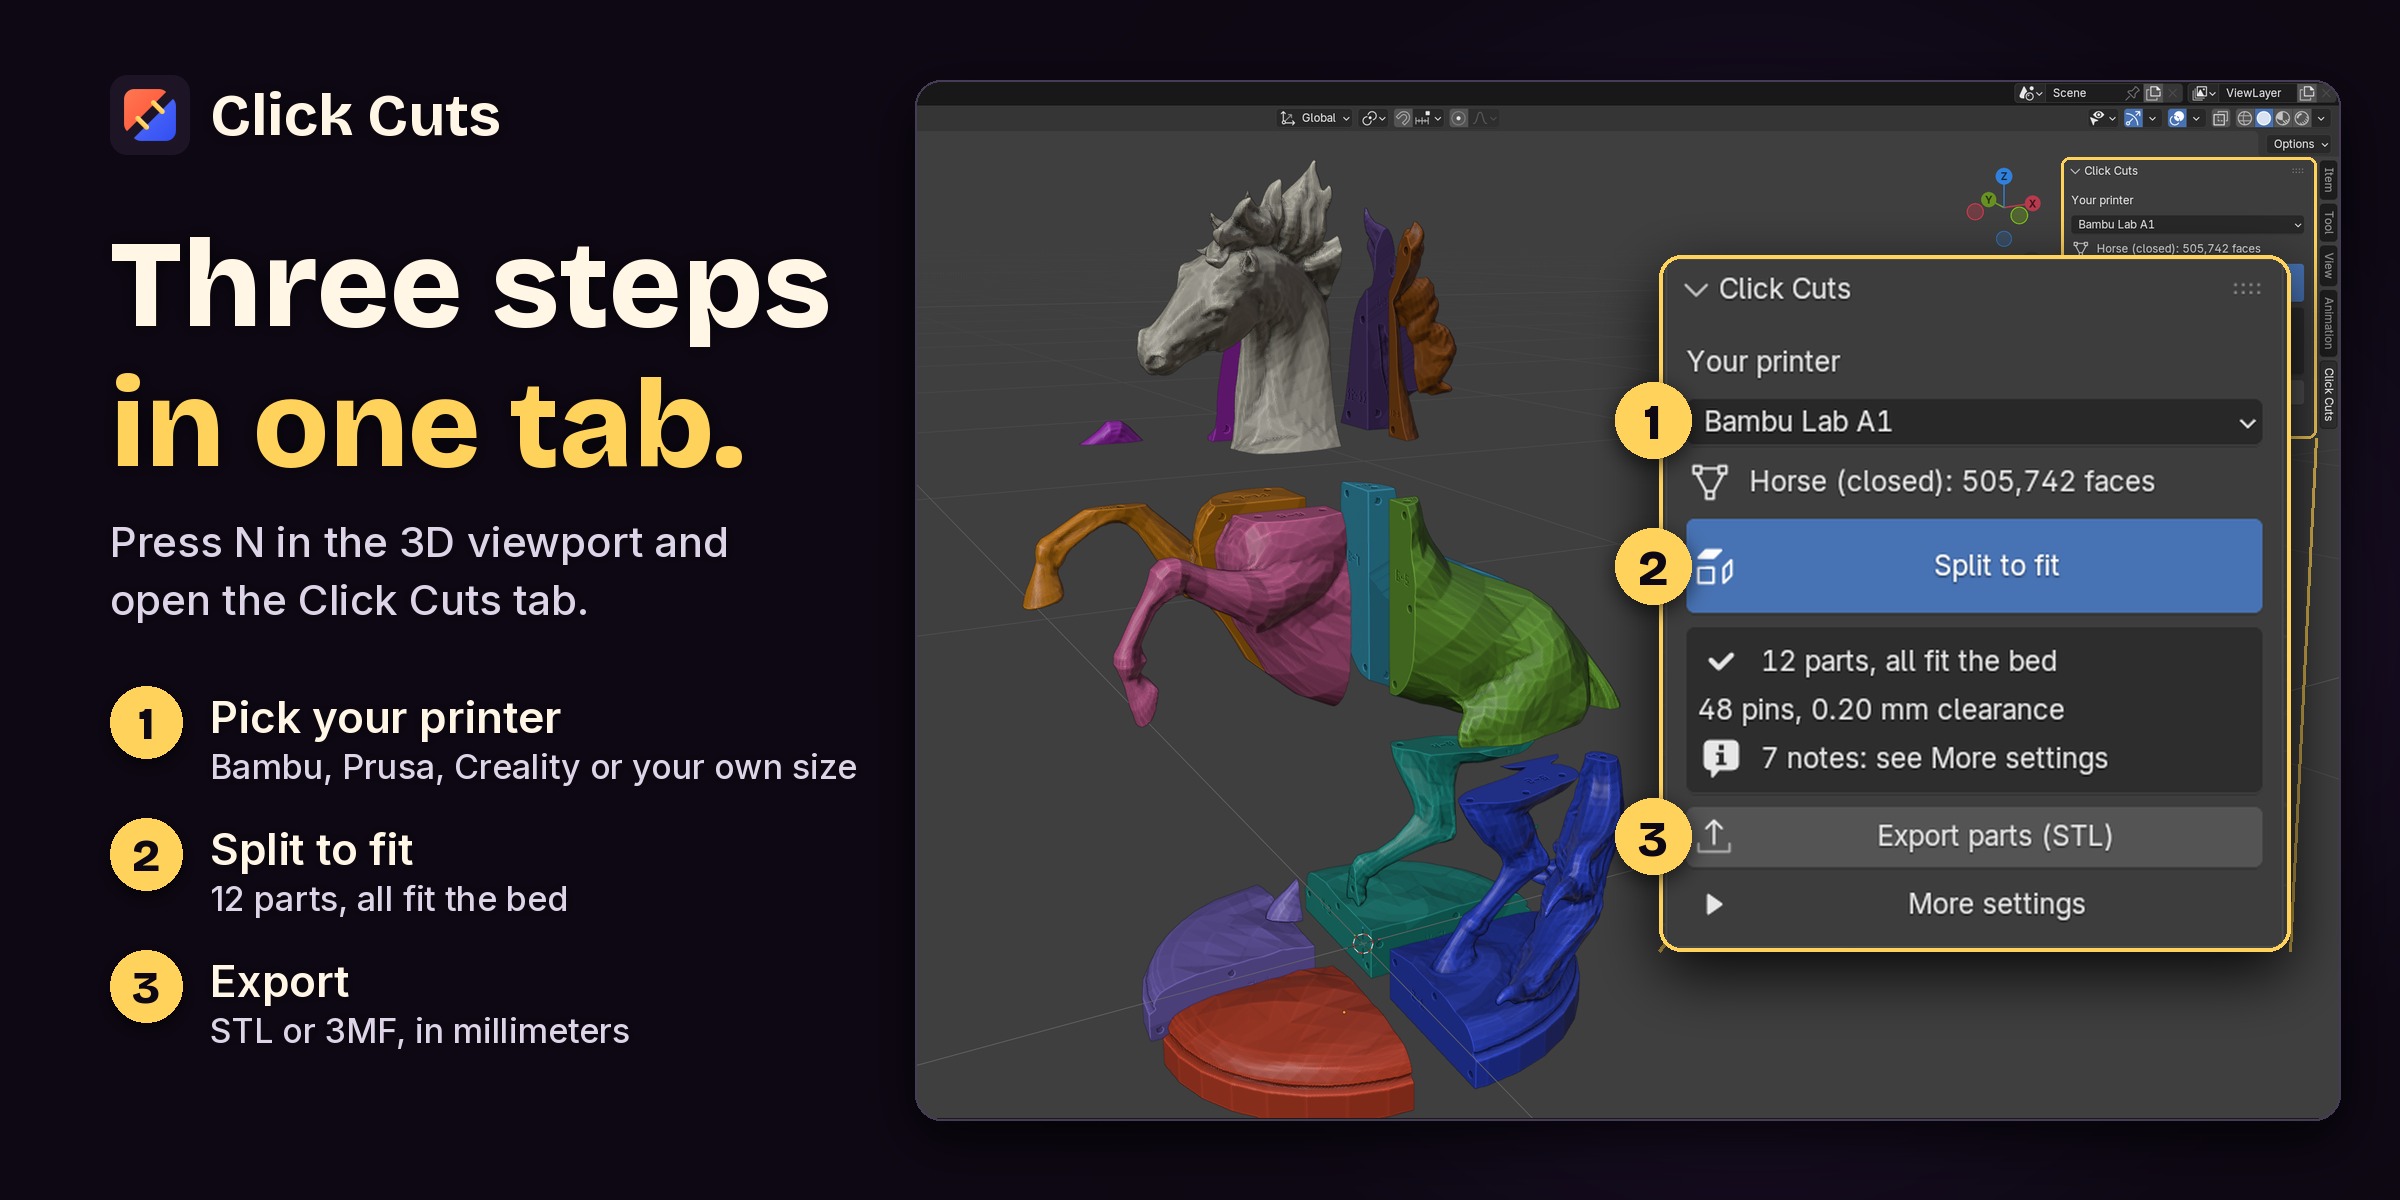 Click Cuts
Three steps
in one tab.
Press N in the 3D viewport and
open the Click Cuts tab.
1
Pick your printer
Bambu, Prusa, Creality or your own size
2
Split to fit
12 parts, all fit the bed
3
Export
STL or 3MF, in millimeters
Scene
ViewLayer
Global
Options
Z
Y
X
Click Cuts
Your printer
Bambu Lab A1
Horse (closed): 505,742 faces
Item
Tool
View
Animation
Click Cuts
Click Cuts
Your printer
1
Bambu Lab A1
Horse (closed): 505,742 faces
2
Split to fit
12 parts, all fit the bed
48 pins, 0.20 mm clearance
7 notes: see More settings
3
Export parts (STL)
More settings